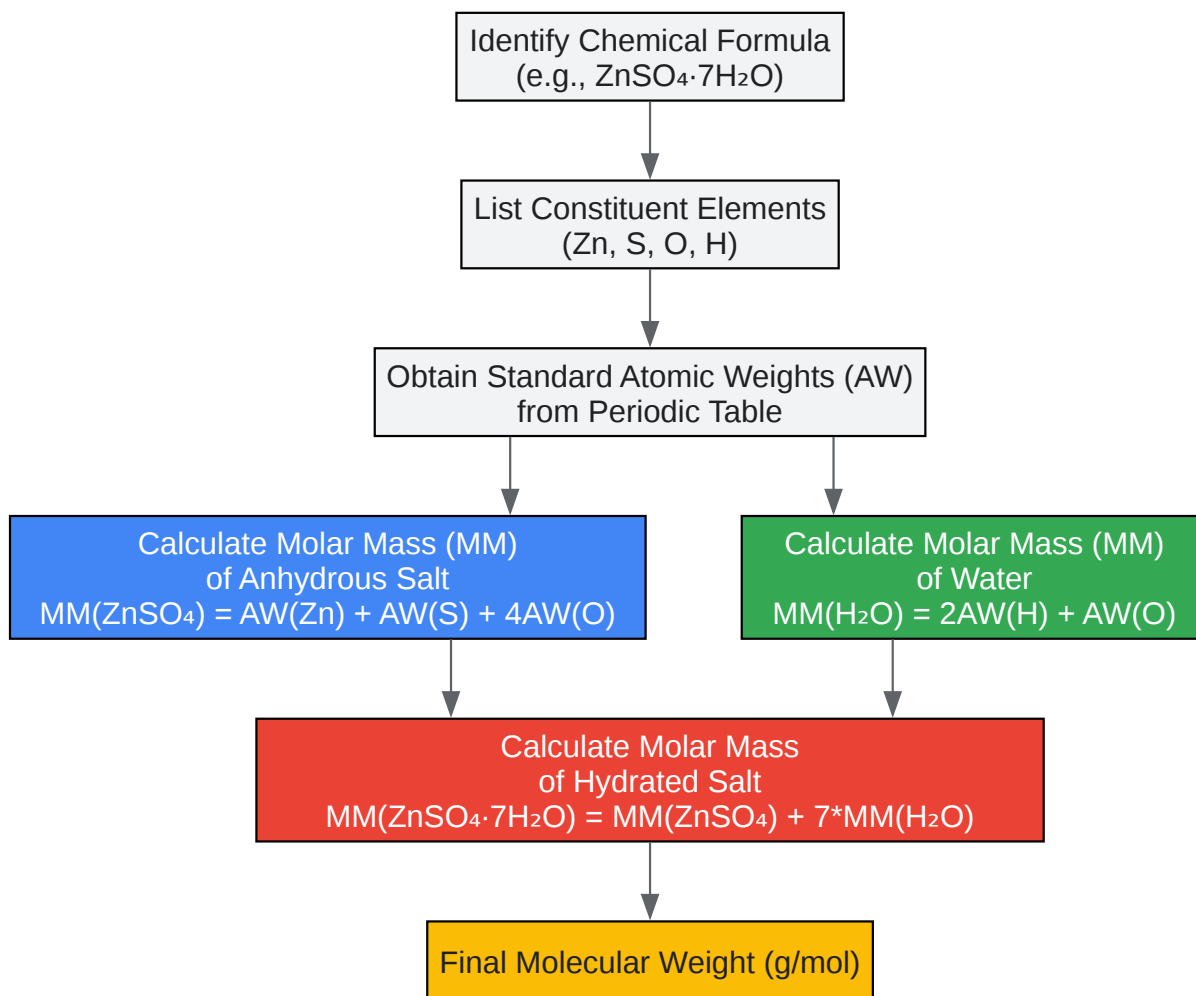 Identify Chemical Formula
(e.g., ZnSO₄·7H₂O)
List Constituent Elements
(Zn, S, O, H)
Obtain Standard Atomic Weights (AW)
from Periodic Table
Calculate Molar Mass (MM)
of Anhydrous Salt
MM(ZnSO₄) = AW(Zn) + AW(S) + 4AW(O)
Calculate Molar Mass (MM)
of Water
MM(H₂O) = 2AW(H) + AW(O)
Calculate Molar Mass
of Hydrated Salt
MM(ZnSO₄·7H₂O) = MM(ZnSO₄) + 7*MM(H₂O)
Final Molecular Weight (g/mol)